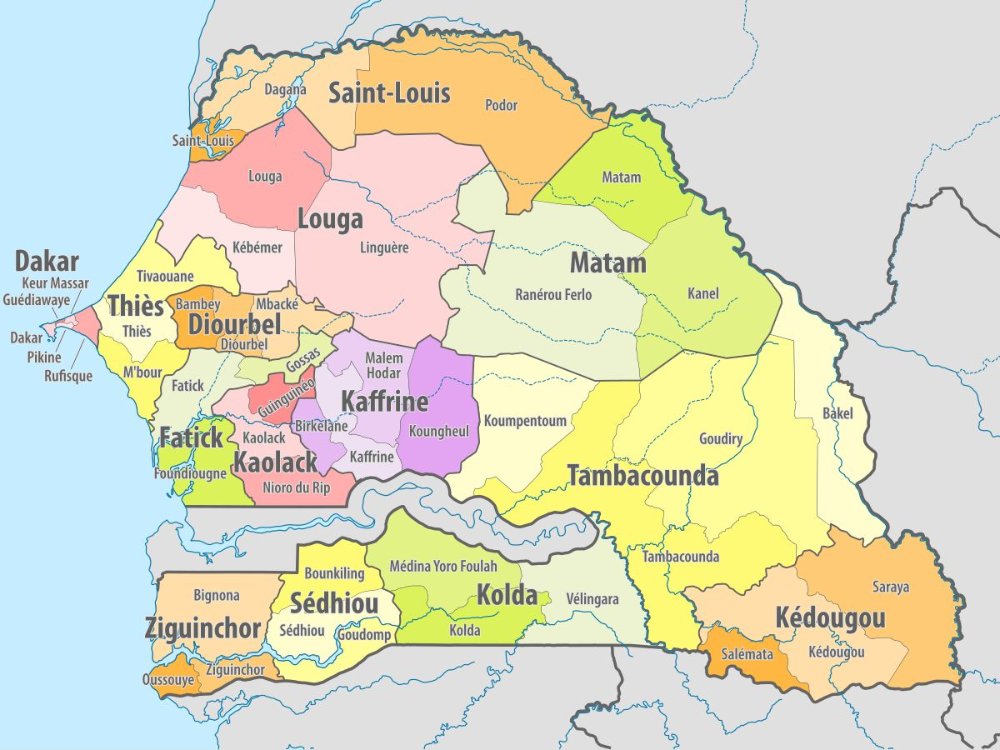 Dagana
Saint-Louis
Podor
Saint-Louis
Louga
Matam
Louga
Kébémer
Linguère
Dakar
Keur Massar
Guédiawaye
Dakar
Pikine
Rufisque
Tivaouane
Thiès
Thiès
M'bour
Bambey
Mbacké
Diourbel
Diourbel
Matam
Ranérou Ferlo
Kanel
Gossas
Fatick
Guinguinéo
Malem
Hodar
Kaffrine
Birkelane
Koungheul
Kaffrine
Koumpentoum
Goudiry
Bakel
Fatick
Foundiougne
Kaolack
Kaolack
Nioro du Rip
Tambacounda
Tambacounda
Bounkiling
Médina Yoro Foulah
Bignona
Sédhiou
Kolda
Vélingara
Ziguinchor
Sédhiou
Goudomp
Kolda
Oussouye
Ziguinchor
Saraya
Kédougou
Salémata
Kédougou